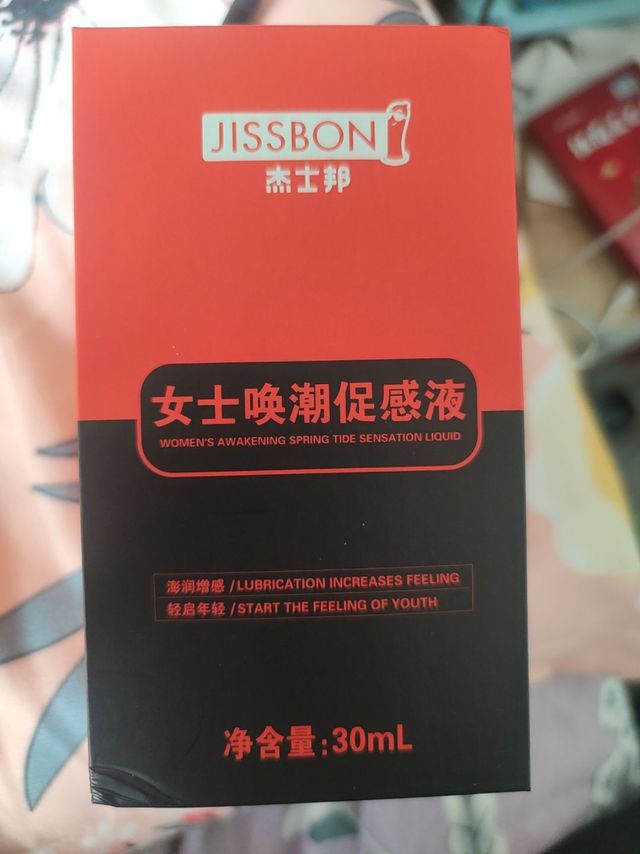 JISSBON
杰士邦
女士唤潮促感液
WOMEN'S AWAKENING SPRING TIDE SENSATION LIQUID
澎润增感 / LUBRICATION INCREASES FEELING
轻启年轻 / START THE FEELING OF YOUTH
净含量:30mL